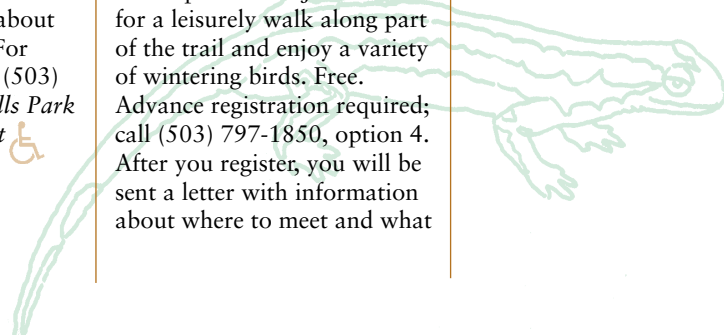 about
For
(503)
lls Park
t
for a leisurely walk along part
of the trail and enjoy a variety
of wintering birds. Free.
Advance registration required;
call (503) 797-1850, option 4.
After you register, you will be
sent a letter with information
about where to meet and what